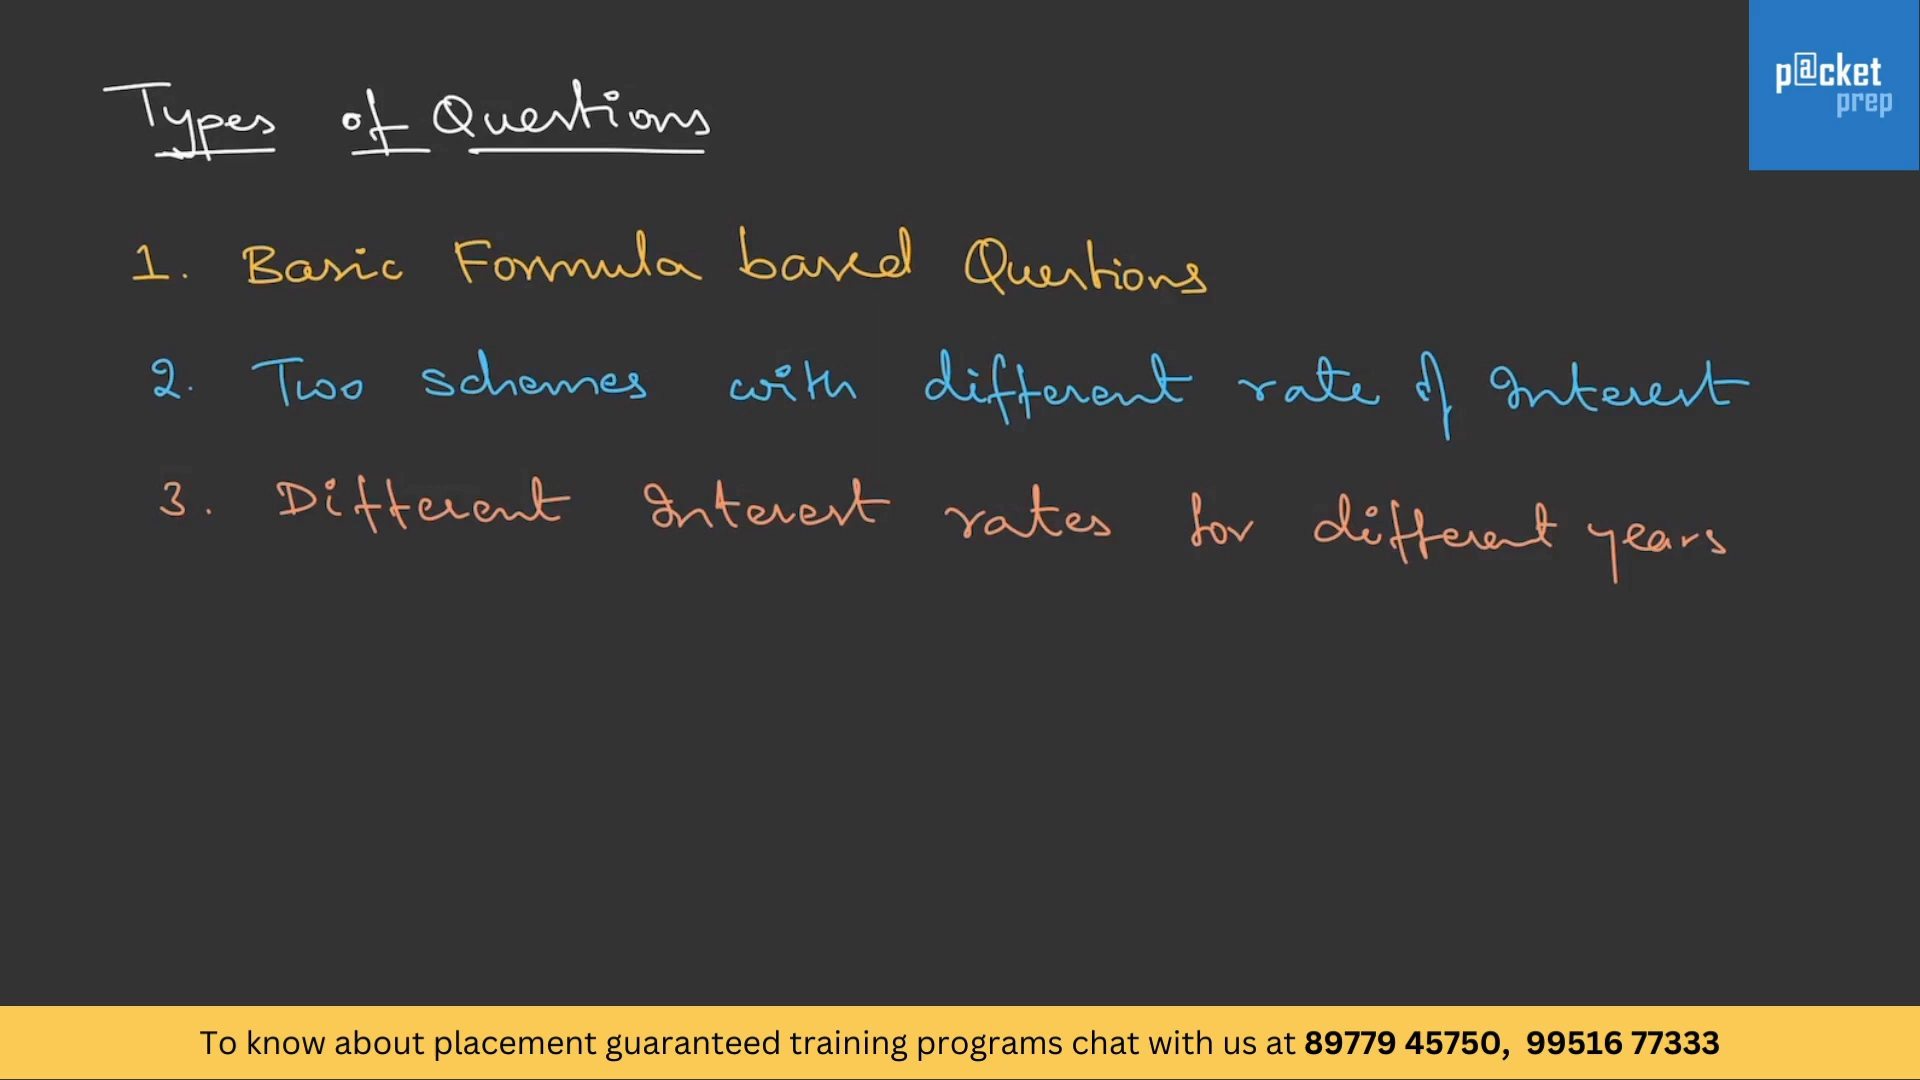 p@cket
prep
Types of Questions
1. Basic Formula based Questions
2. Two schemes with different rate of Interest
3. Different Interest rates for different years
To know about placement guaranteed training programs chat with us at 89779 45750, 99516 77333